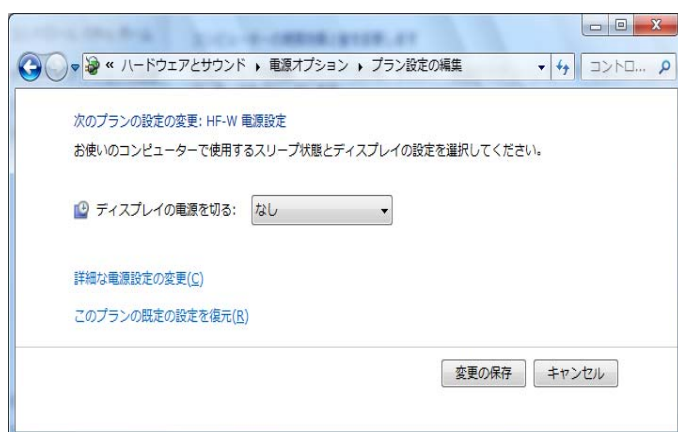 « ハードウェアとサウンド ▸ 電源オプション ▸ プラン設定の編集
コントロ...
次のプランの設定の変更: HF-W 電源設定
お使いのコンピューターで使用するスリープ状態とディスプレイの設定を選択してください。
ディスプレイの電源を切る: なし
詳細な電源設定の変更(C)
このプランの既定の設定を復元(R)
変更の保存 キャンセル